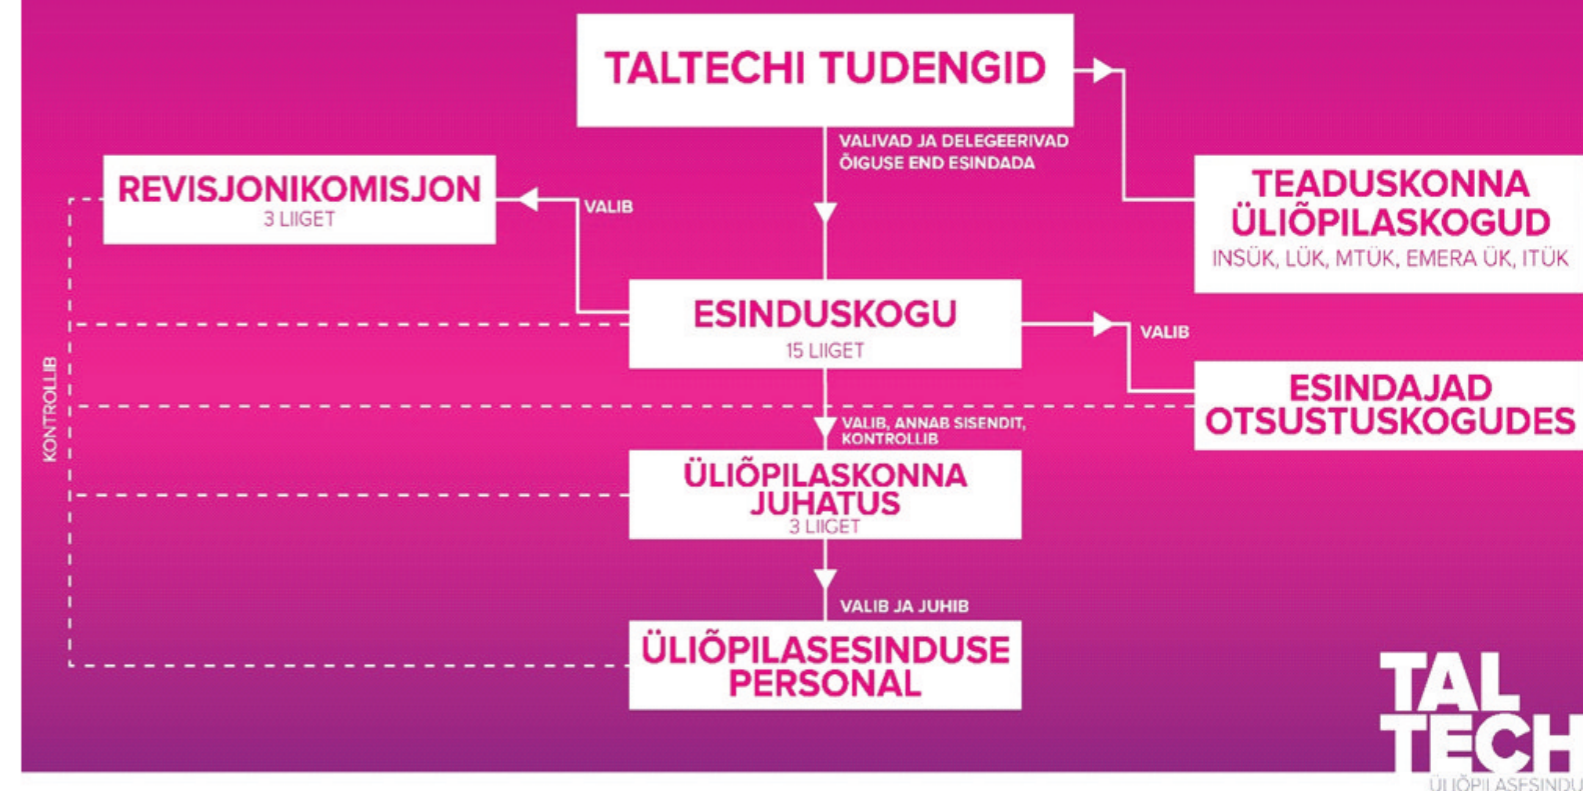 TALTECHI TUDENGID
VALIVAD JA DELEGEERIVAD
ÕIGUSE END ESINDADA
REVISJONIKOMISJON
3 LIIGET
VALIB
TEADUSKONNA
ÜLIÕPILASKOGUD
INSÜK, LÜK, MTÜK, EMERA ÜK, ITÜK
ESINDUSKOGU
15 LIIGET
VALIB
ESINDAJAD
OTSUSTUSKOGUDES
KONTROLLIB
VALIB, ANNAB SISENDIT,
KONTROLLIB
ÜLIÕPILASKONNA
JUHATUS
3 LIIGET
VALIB JA JUHIB
ÜLIÕPILASESINDUSE
PERSONAL
TAL
TECH
ÜLIÕPILASESINDU